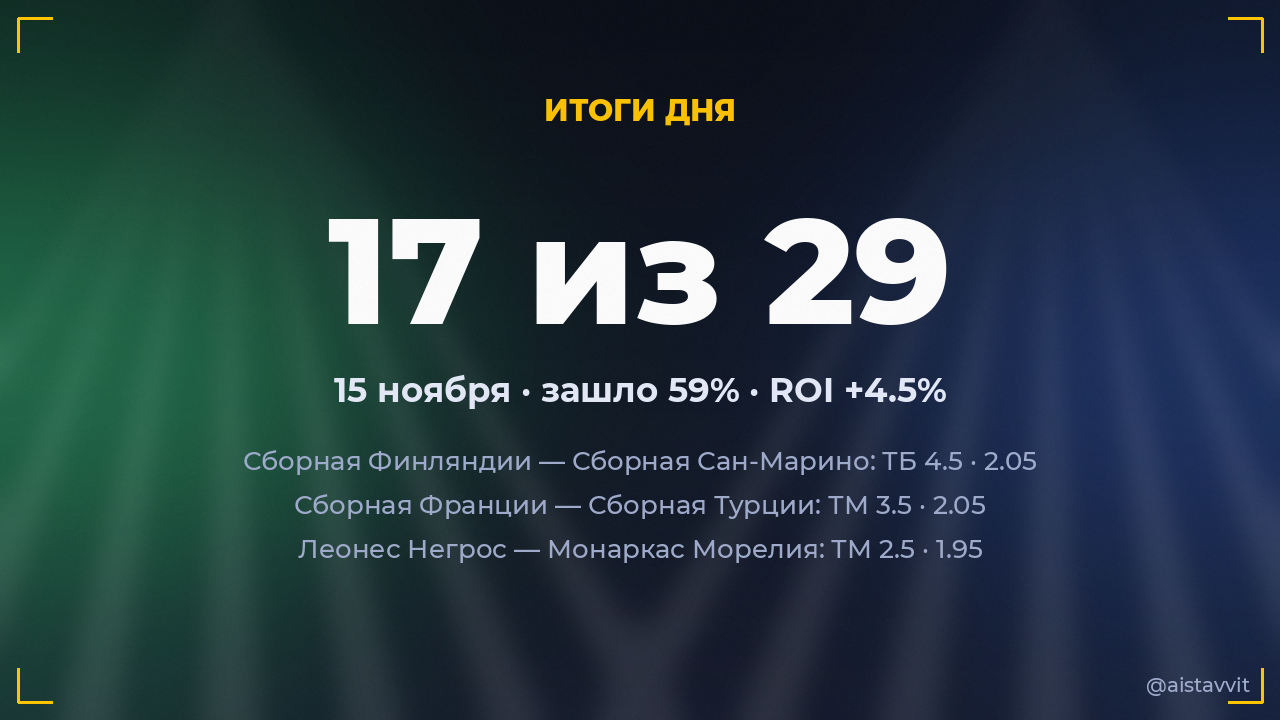 ИТОГИ ДНЯ
17 из 29
15 ноября · зашло 59% · ROI +4.5%
Сборная Финляндии — Сборная Сан-Марино: ТБ 4.5 · 2.05
Сборная Франции — Сборная Турции: ТМ 3.5 · 2.05
Леонес Негрос — Монаркас Морелия: ТМ 2.5 · 1.95
@aistavvit